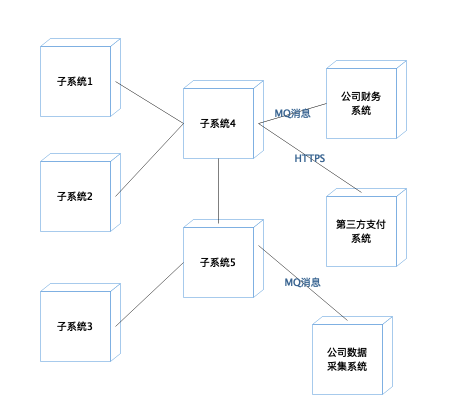 子系统1
子系统4
公司财务
系统
MQ消息
HTTPS
子系统2
第三方支付
系统
子系统5
MQ消息
子系统3
公司数据
采集系统